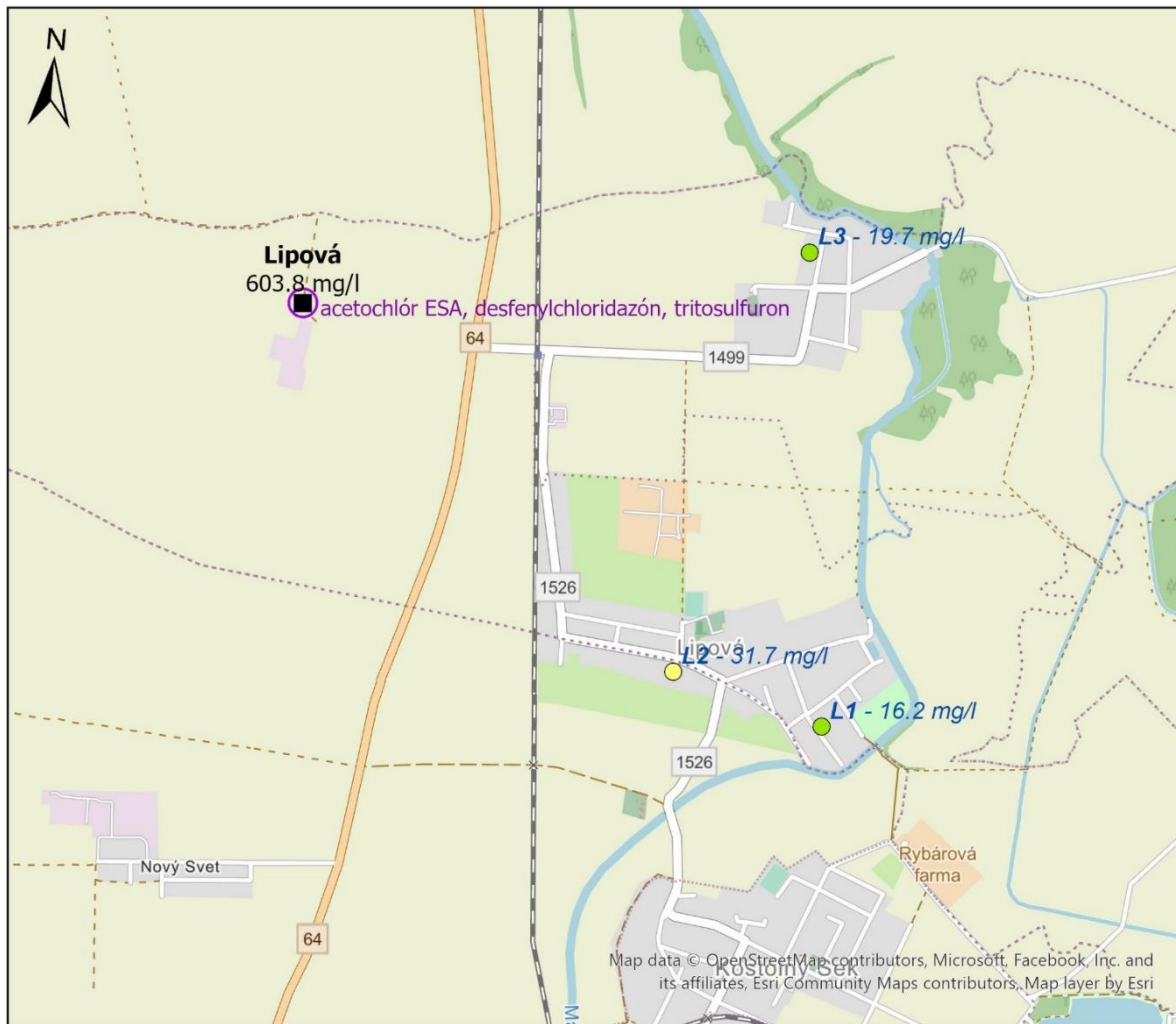 N
Lipová
603.8 mg/l
acetochlór ESA, desfenylchloridazón, tritosulfuron
L3 - 19.7 mg/l
64
1499
1526
Lipová
L2 - 31.7 mg/l
L1 - 16.2 mg/l
1526
Nový Svet
Rybárová
farma
64
Kostolný Sek
Map data © OpenStreetMap contributors, Microsoft, Facebook, Inc. and
its affiliates, Esri Community Maps contributors, Map layer by Esri